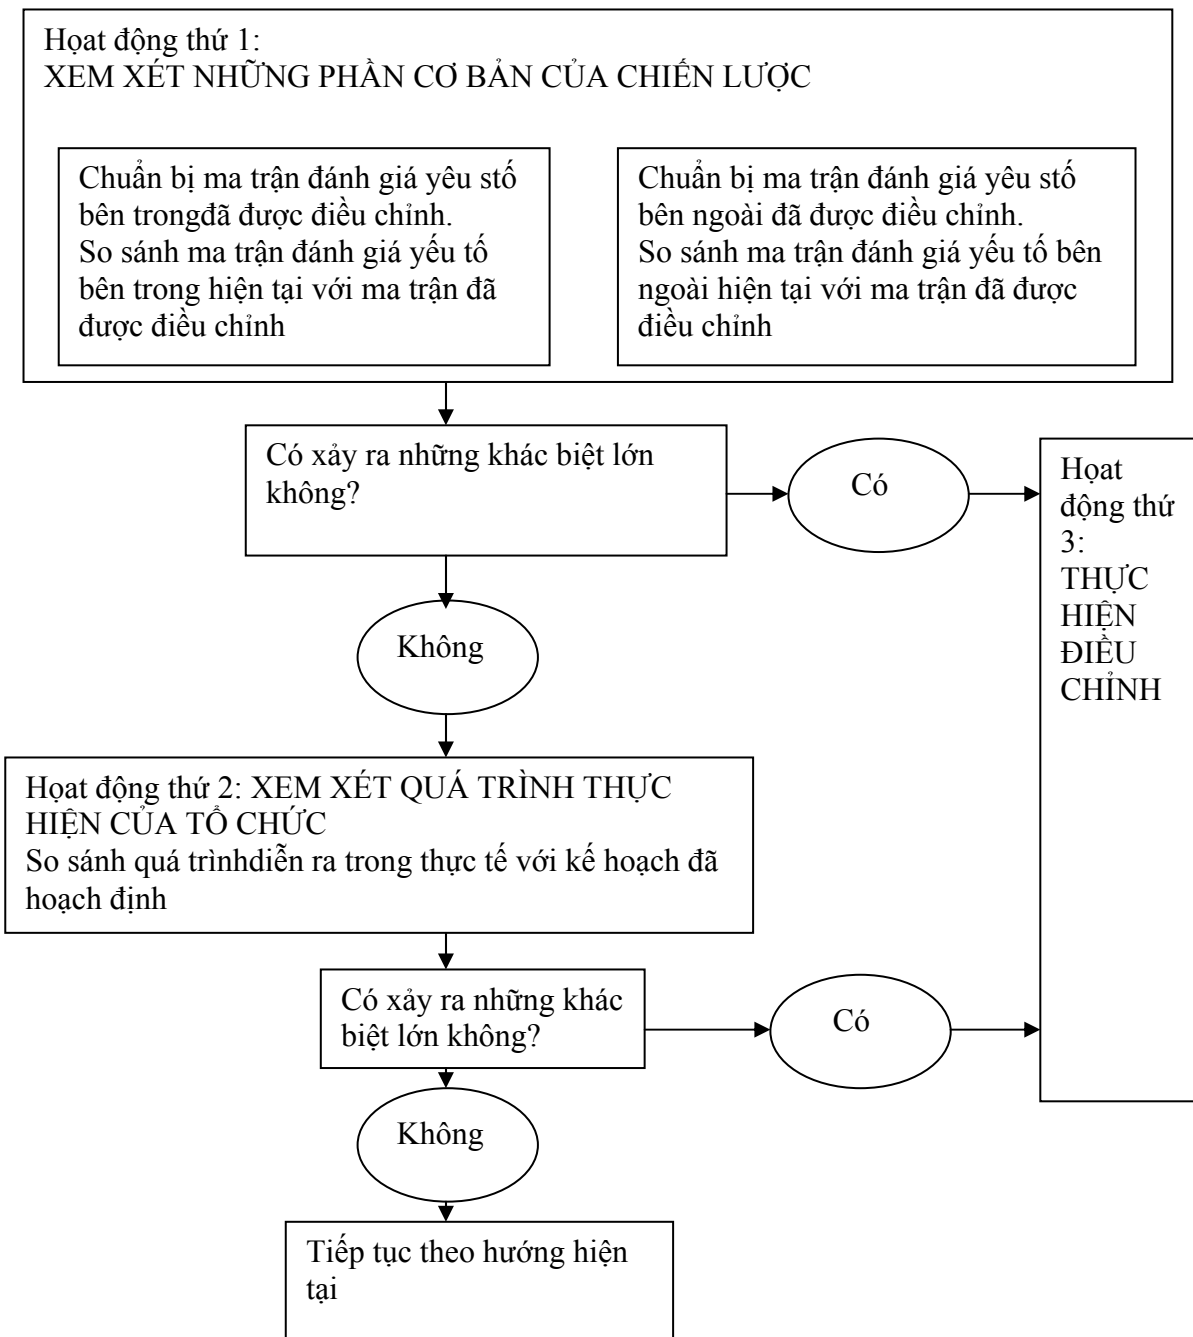 Họat động thứ 1:
XEM XÉT NHỮNG PHẦN CƠ BẢN CỦA CHIẾN LƯỢC
Chuẩn bị ma trận đánh giá yêu stố
bên trongđã được điều chỉnh.
So sánh ma trận đánh giá yếu tố
bên trong hiện tại với ma trận đã
được điều chỉnh
Chuẩn bị ma trận đánh giá yêu stố
bên ngoài đã được điều chỉnh.
So sánh ma trận đánh giá yếu tố bên
ngoài hiện tại với ma trận đã được
điều chỉnh
Có xảy ra những khác biệt lớn
không?
Có
Họat
động thứ
3:
THỰC
HIỆN
ĐIỀU
CHỈNH
Không
Họat động thứ 2: XEM XÉT QUÁ TRÌNH THỰC
HIỆN CỦA TỔ CHỨC
So sánh quá trìnhdiễn ra trong thực tế với kế hoạch đã
hoạch định
Có xảy ra những khác
biệt lớn không?
Có
Không
Tiếp tục theo hướng hiện
tại